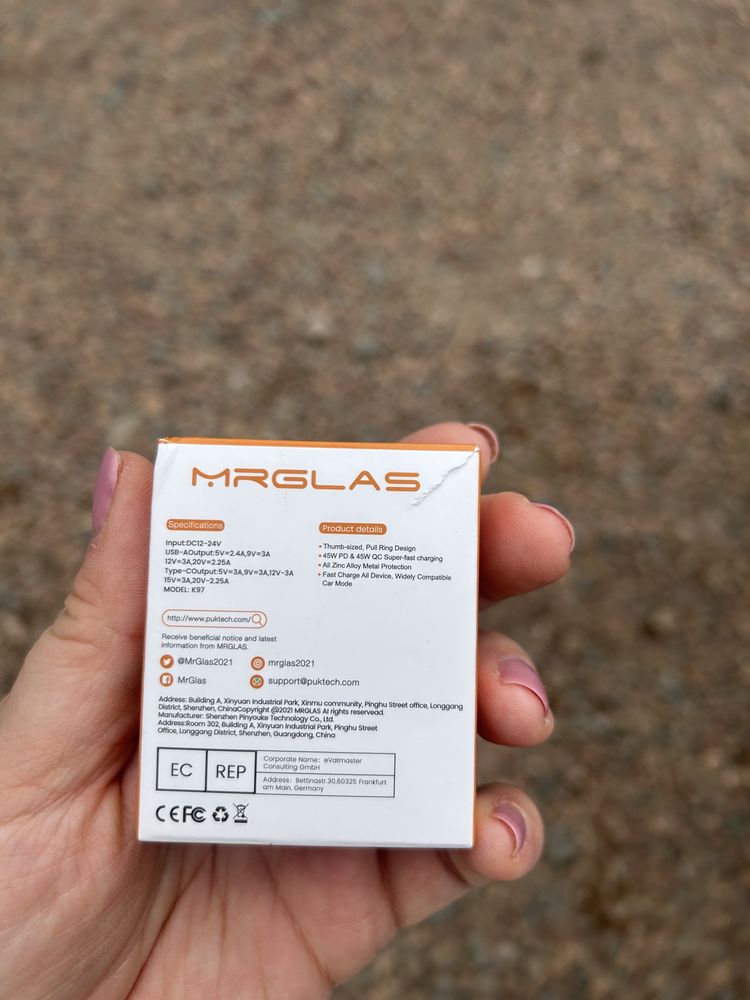 MRGLAS
Specifications
Input:DC12-24V
USB-AOutput:5V=2.4A,9V=3A
12V=3A,20V=2.25A
Type-COutput:5V=3A,9V=3A,12V-3A
15V=3A,20V-2.25A
MODEL: K97
Product details
• Thumb-sized, Pull Ring Design
• 45W PD & 45W QC Super-fast charging
• All Zinc Alloy Metal Protection
• Fast Charge All Device, Widely Compatible
Car Mode
http://www.puktech.com/
Receive beneficial notice and latest
information from MRGLAS.
@MrGlas2021
mrglas2021
MrGlas
support@puktech.com
Address: Building A, Xinyuan Industrial Park, Xinmu community, Pinghu Street office, Longgang
District, Shenzhen, ChinaCopyright @2021 MRGLAS Al rights reserved.
Manufacturer: Shenzhen Pinyouke Technology Co., Ltd.
Address:Room 302, Building A, Xinyuan Industrial Park, Pinghu Street
Office, Longgang District, Shenzhen, Guangdong, China
EC REP
Corporate Name: eVatmaster
Consulting GmbH
Address: Bettinastr.30,60325 Frankfurt
am Main, Germany
CE FC